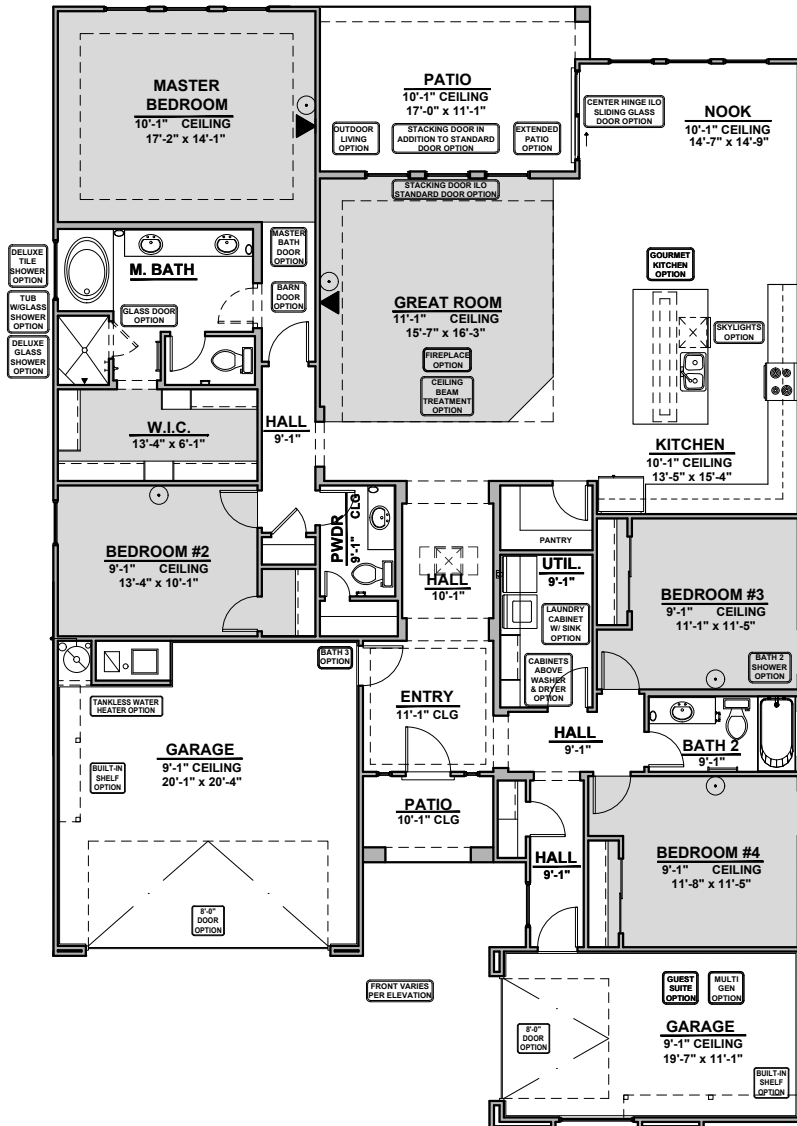 MASTER
BEDROOM
10'-1" CEILING
17'-2" x 14'-1"
PATIO
10'-1" CEILING
17'-0" x 11'-1"
OUTDOOR
LIVING
OPTION
STACKING DOOR IN
ADDITION TO STANDARD
DOOR OPTION
EXTENDED
PATIO
OPTION
CENTER HINGE ILO
SLIDING GLASS
DOOR OPTION
NOOK
10'-1" CEILING
14'-7" x 14'-9"
STACKING DOOR ILO
STANDARD DOOR OPTION
DELUXE
TILE
SHOWER
OPTION
TUB
W/GLASS
SHOWER
OPTION
DELUXE
GLASS
SHOWER
OPTION
M. BATH
GLASS DOOR
OPTION
MASTER
BATH
DOOR
OPTION
BARN
DOOR
OPTION
GREAT ROOM
11'-1" CEILING
15'-7" x 16'-3"
FIREPLACE
OPTION
CEILING
BEAM
TREATMENT
OPTION
GOURMET
KITCHEN
OPTION
SKYLIGHTS
OPTION
W.I.C.
13'-4" x 6'-1"
HALL
9'-1"
KITCHEN
10'-1" CEILING
13'-5" x 15'-4"
BEDROOM #2
9'-1" CEILING
13'-4" x 10'-1"
PWDR
9'-1" CLG
HALL
10'-1"
PANTRY
UTIL.
9'-1"
LAUNDRY
CABINET
W/ SINK
OPTION
CABINETS
ABOVE
WASHER
& DRYER
OPTION
BEDROOM #3
9'-1" CEILING
11'-1" x 11'-5"
BATH 2
SHOWER
OPTION
BATH 3
OPTION
TANKLESS WATER
HEATER OPTION
ENTRY
11'-1" CLG
HALL
9'-1"
BATH 2
9'-1"
GARAGE
9'-1" CEILING
20'-1" x 20'-4"
BUILT-IN
SHELF
OPTION
PATIO
10'-1" CLG
HALL
9'-1"
BEDROOM #4
9'-1" CEILING
11'-8" x 11'-5"
8'-0"
DOOR
OPTION
FRONT VARIES
PER ELEVATION
GUEST
SUITE
OPTION
MULTI
GEN
OPTION
8'-0"
DOOR
OPTION
GARAGE
9'-1" CEILING
19'-7" x 11'-1"
BUILT-IN
SHELF
OPTION